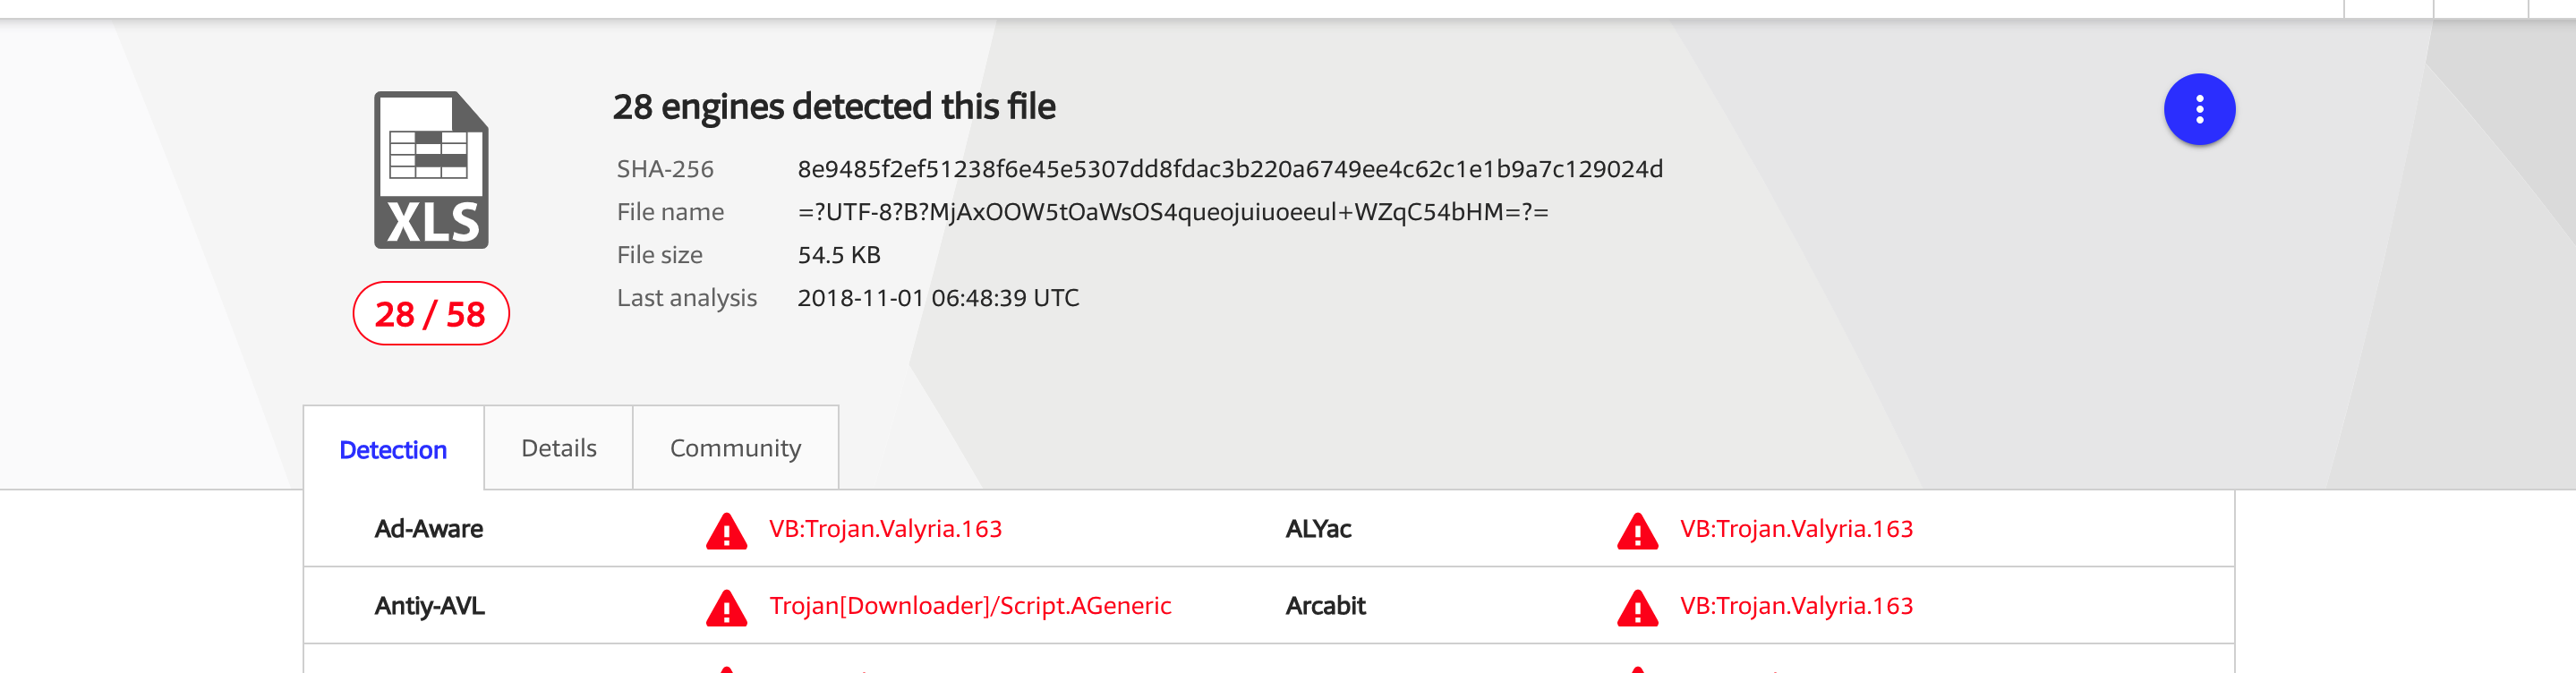 28 engines detected this file
XLS
28 / 58
SHA-256 8e9485f2ef51238f6e45e5307dd8fdac3b220a6749ee4c62c1e1b9a7c129024d
File name =?UTF-8?B?MjAxOOW5tOaWsOS4queojuiuoeeul+WZqC54bHM=?=
File size 54.5 KB
Last analysis 2018-11-01 06:48:39 UTC
Detection Details Community
Ad-Aware VB:Trojan.Valyria.163 ALYac VB:Trojan.Valyria.163
Antiy-AVL Trojan[Downloader]/Script.AGeneric Arcabit VB:Trojan.Valyria.163